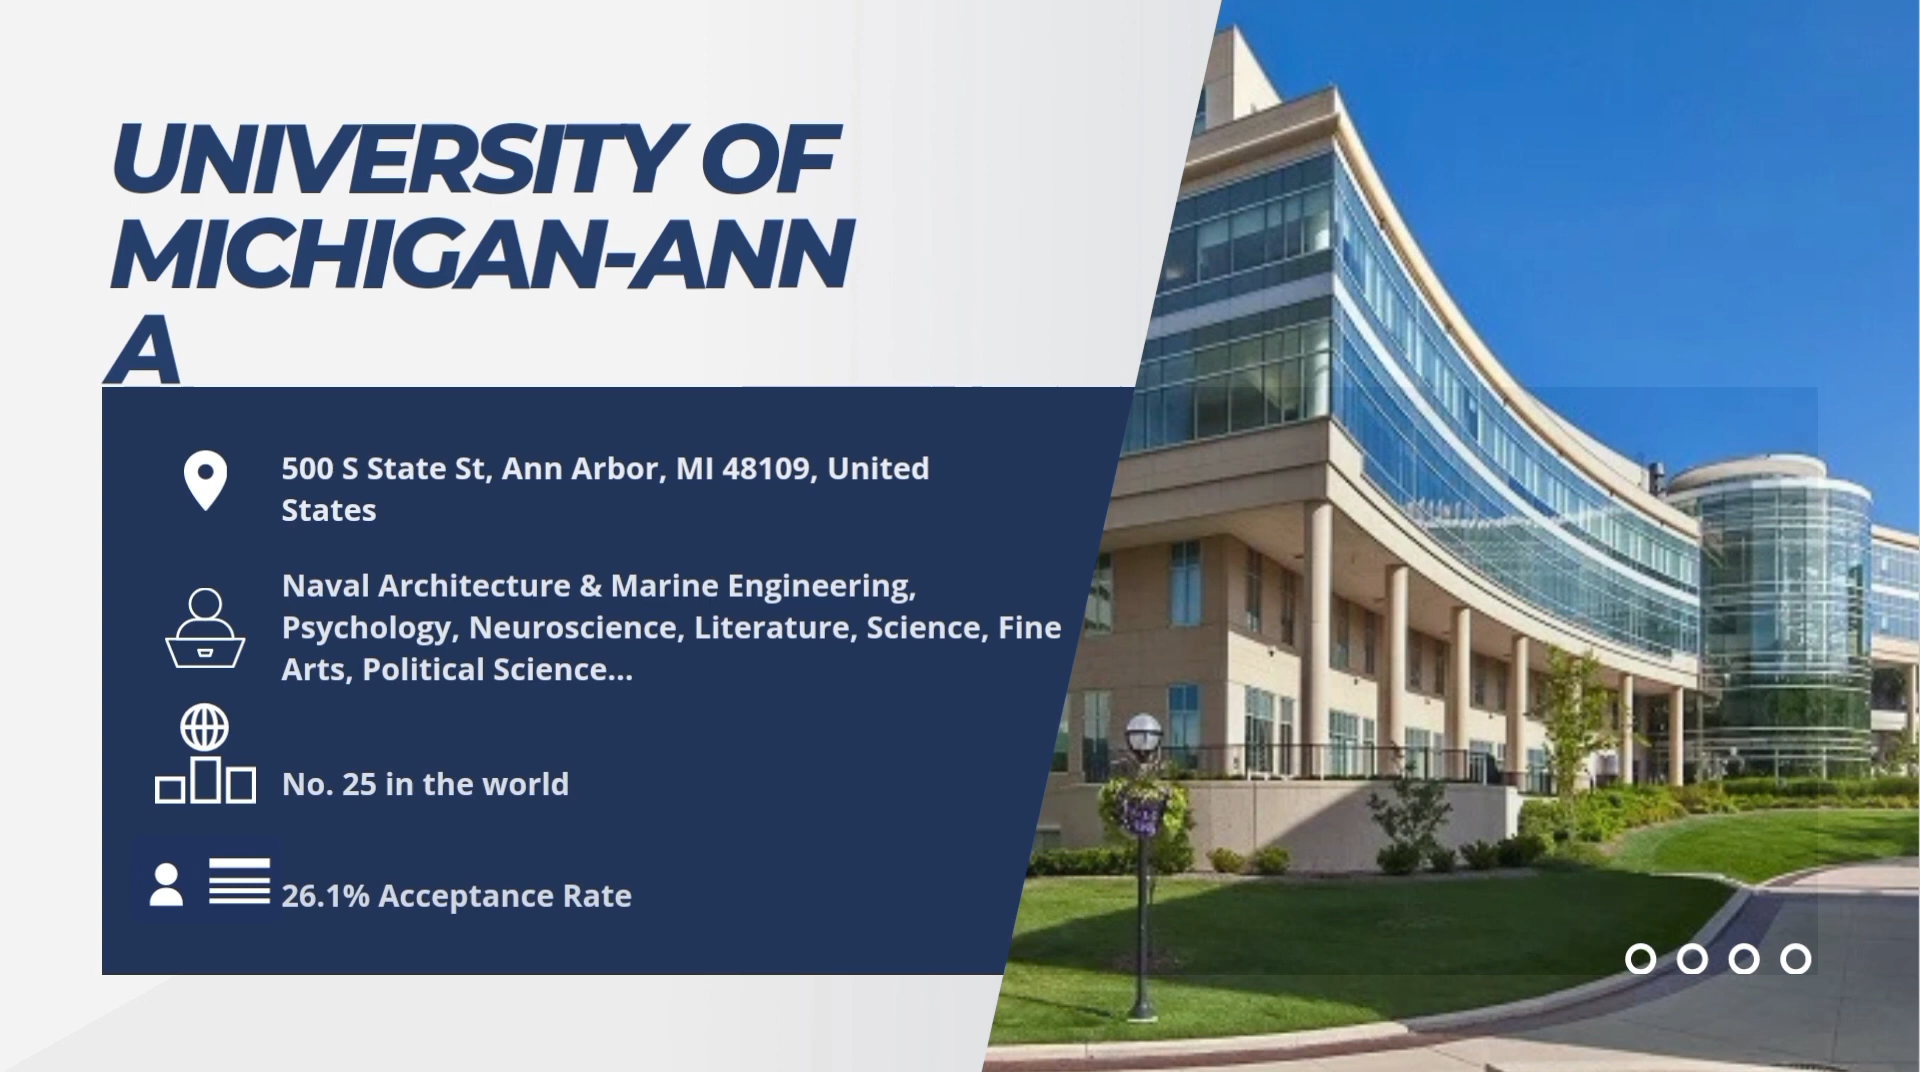 UNIVERSITY OF
MICHIGAN-ANN
A
500 S State St, Ann Arbor, MI 48109, United
States
Naval Architecture & Marine Engineering,
Psychology, Neuroscience, Literature, Science, Fine
Arts, Political Science...
No. 25 in the world
26.1% Acceptance Rate